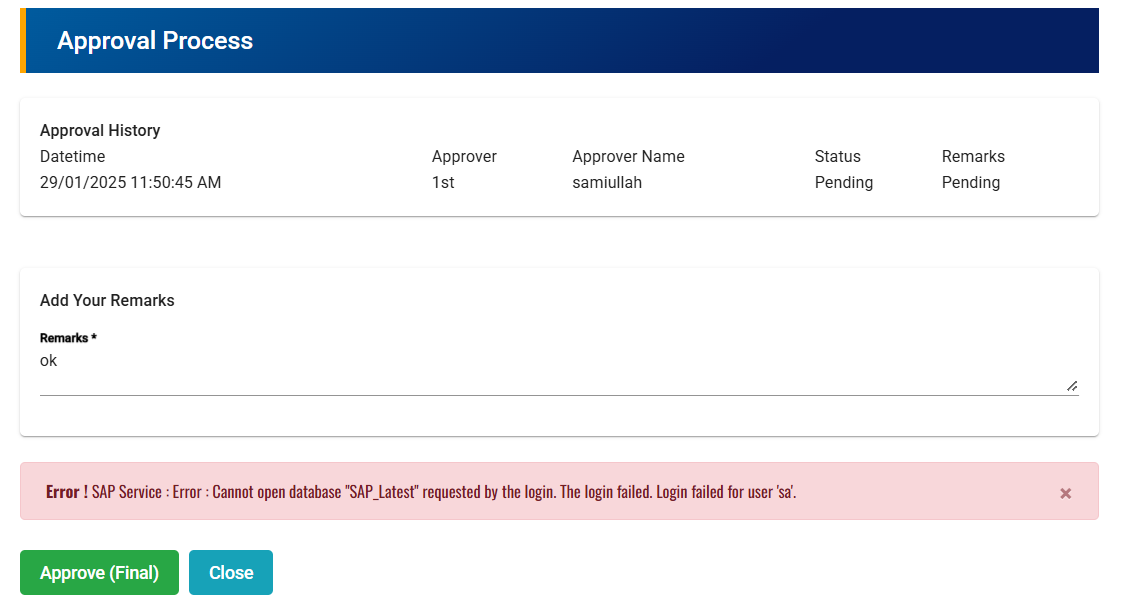 Approval Process
Approval History
Datetime Approver Approver Name Status Remarks
29/01/2025 11:50:45 AM 1st samiullah Pending Pending
Add Your Remarks
Remarks *
ok
Error ! SAP Service : Error : Cannot open database "SAP_Latest" requested by the login. The login failed. Login failed for user 'sa'. ×
Approve (Final) Close